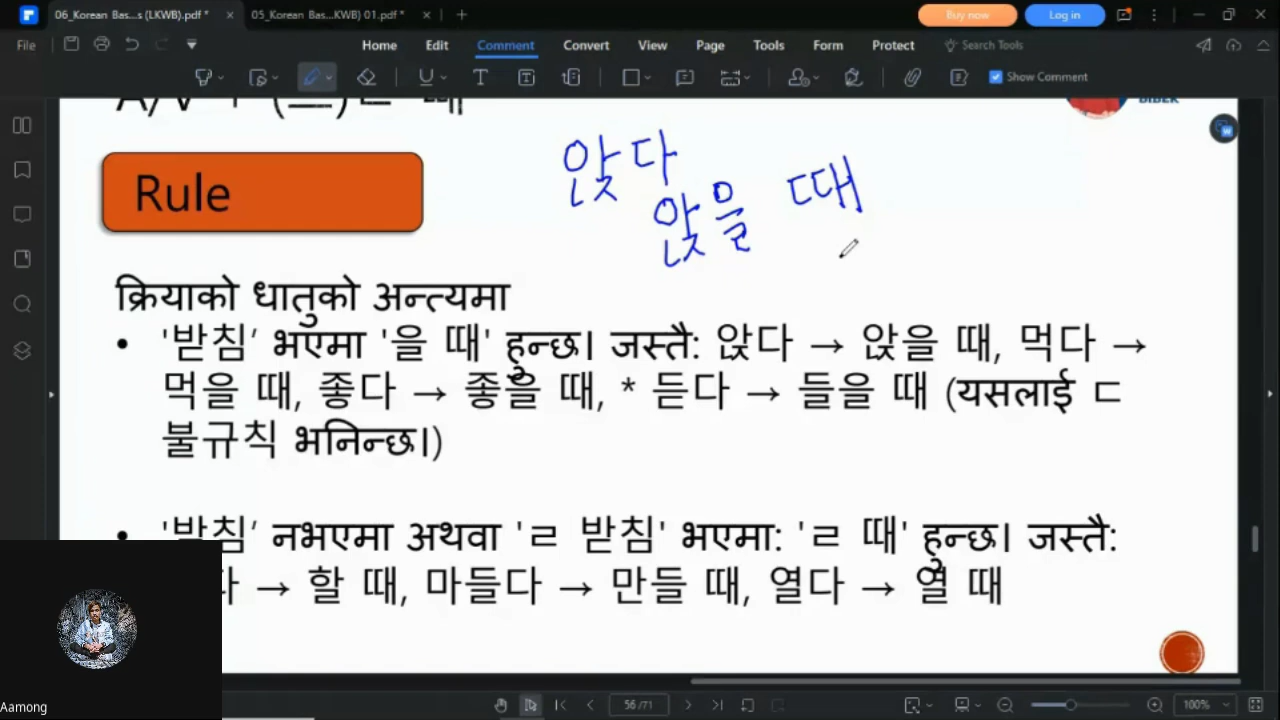 06_Korean Bas...s (LKWB).pdf * 05_Korean Bas...KWB) 01.pdf * Buy now Log in
File Home Edit Comment Convert View Page Tools Form Protect Search Tools
Show Comment
A/V + (으)ㄹ 때
BIBEK
Rule
앉다
앉을 때
क्रियाको धातुको अन्त्यमा
• '받침' भएमा '을 때' हुन्छ। जस्तै: 앉다 → 앉을 때, 먹다 →
먹을 때, 좋다 → 좋을 때, * 듣다 → 들을 때 (यसलाई ㄷ
불규칙 भनिन्छ।)
• '받침' नभएमा अथवा 'ㄹ 받침' भएमा: 'ㄹ 때' हुन्छ। जस्तै:
다 → 할 때, 마들다 → 만들 때, 열다 → 열 때
Aamong
56 /71
100%